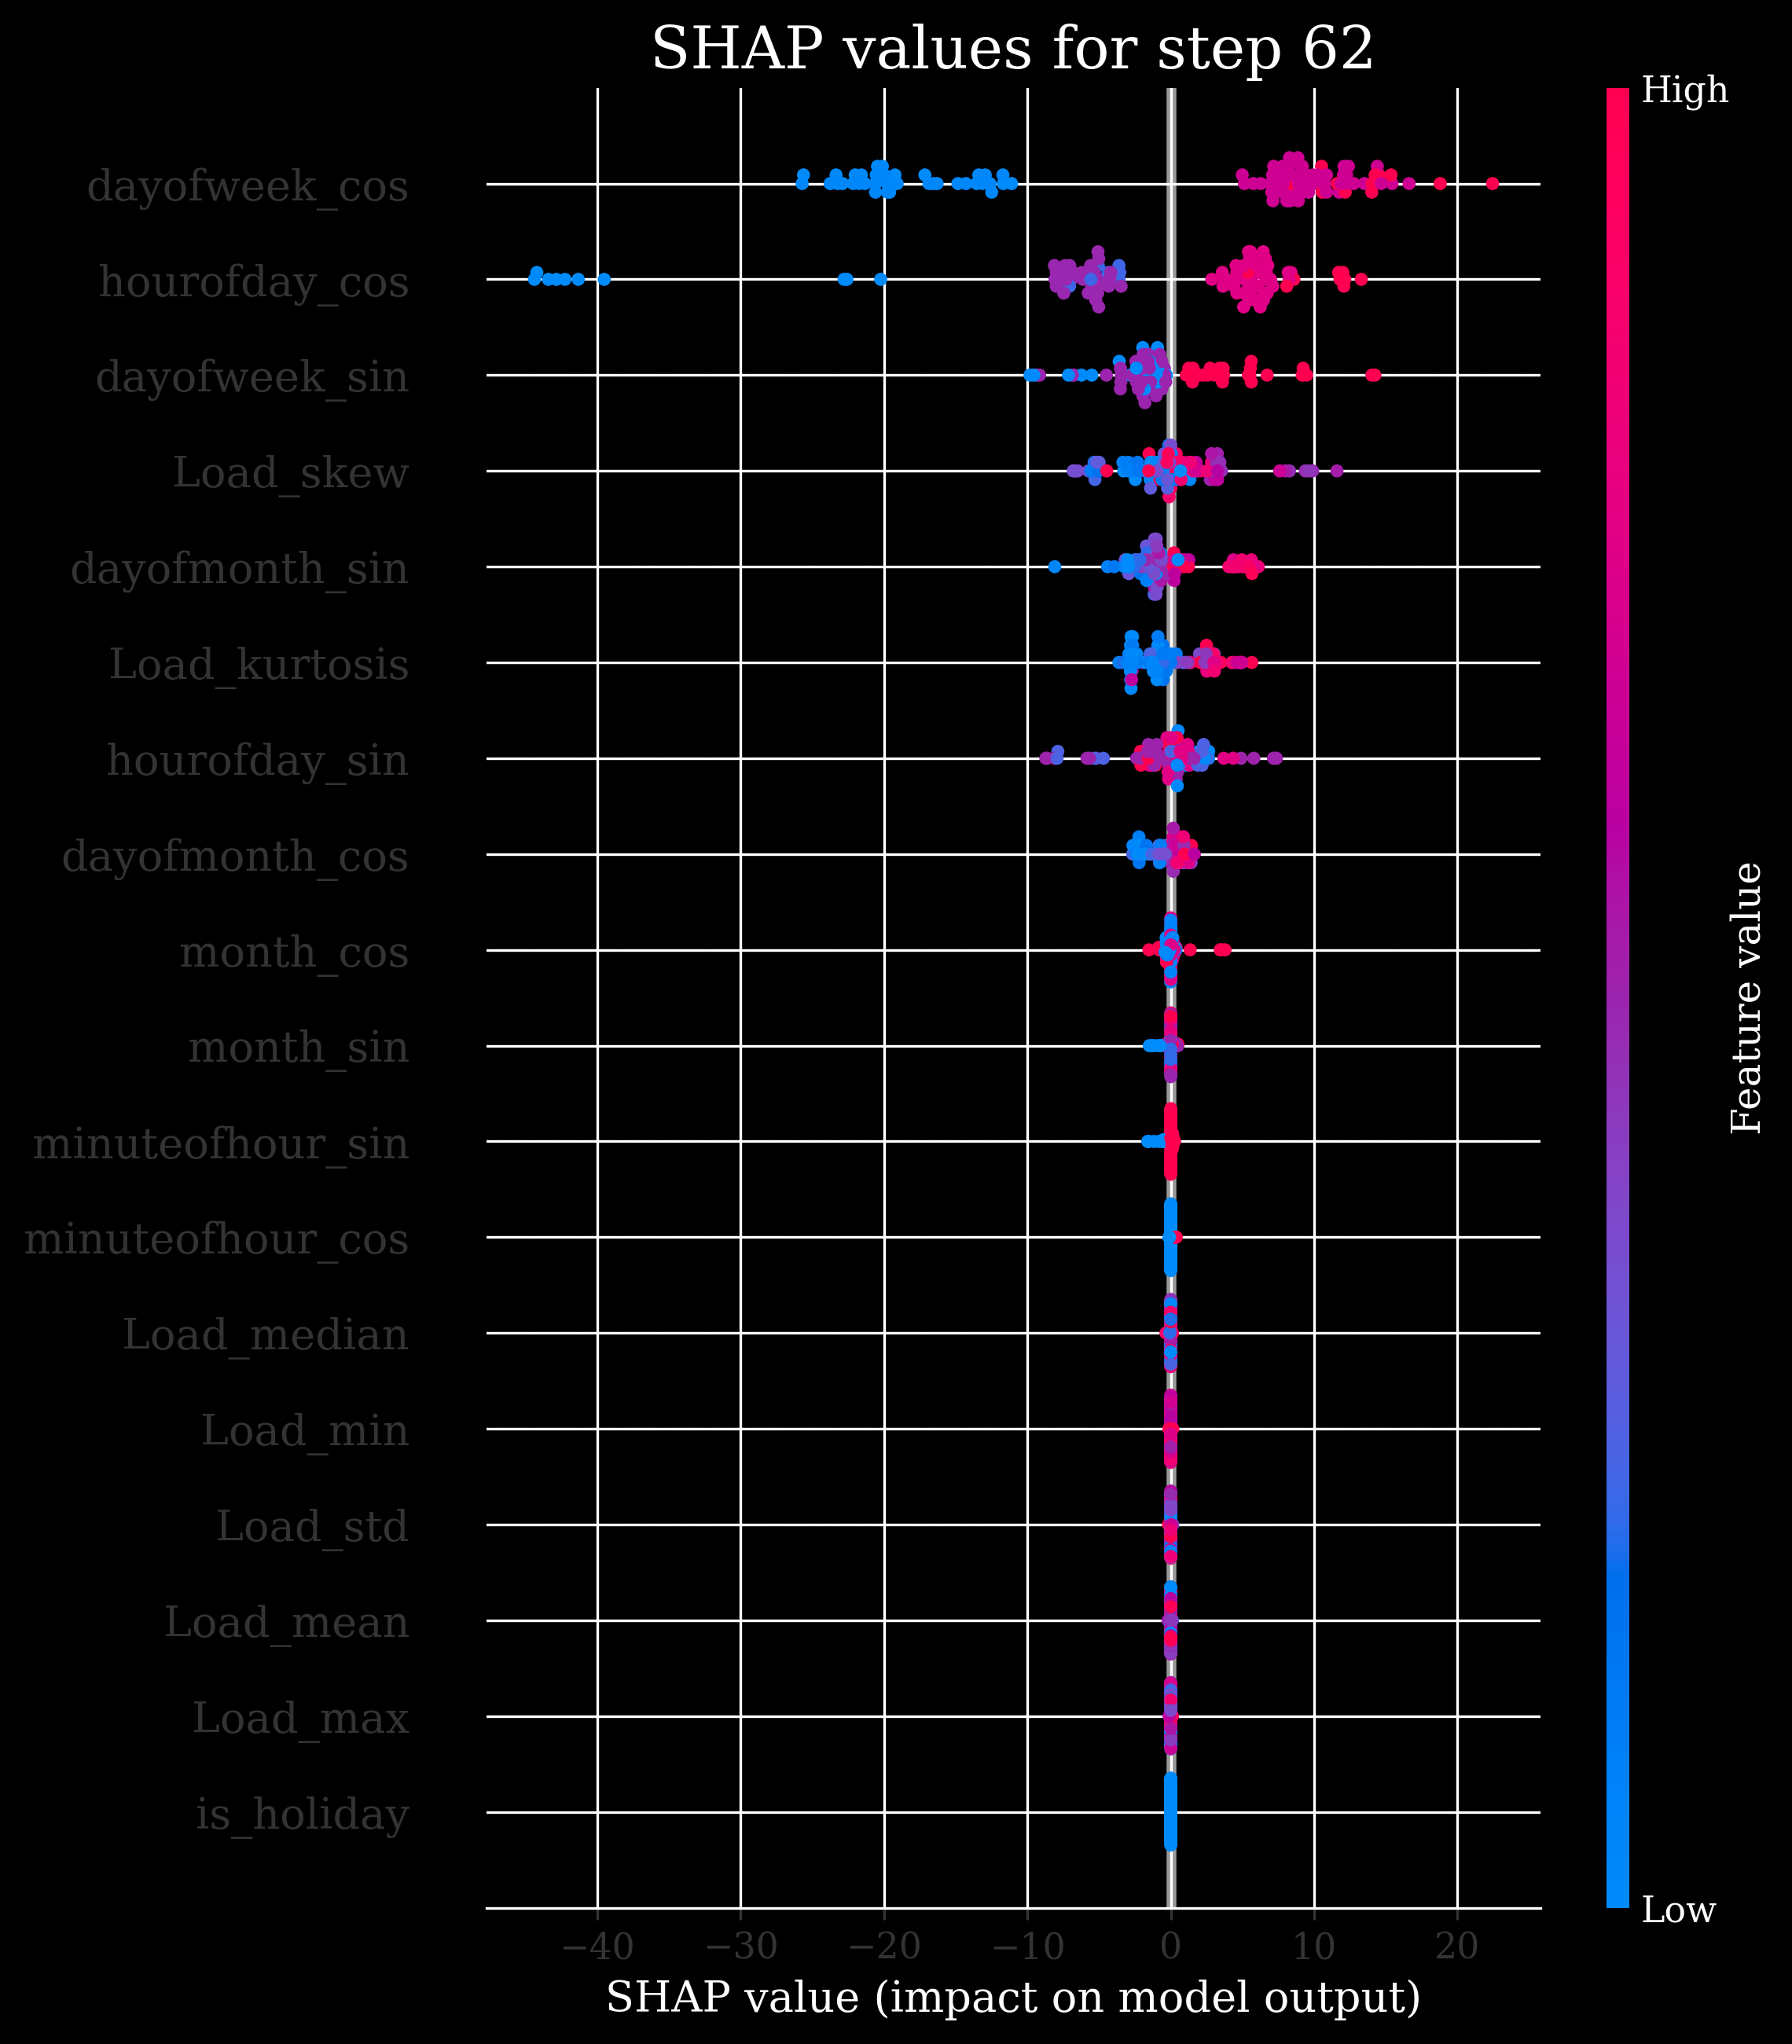 SHAP values for step 62
High
dayofweek_cos
hourofday_cos
dayofweek_sin
Load_skew
dayofmonth_sin
Load_kurtosis
hourofday_sin
dayofmonth_cos
month_cos
month_sin
minuteofhour_sin
minuteofhour_cos
Load_median
Load_min
Load_std
Load_mean
Load_max
is_holiday
Feature value
Low
−40 −30 −20 −10 0 10 20
SHAP value (impact on model output)